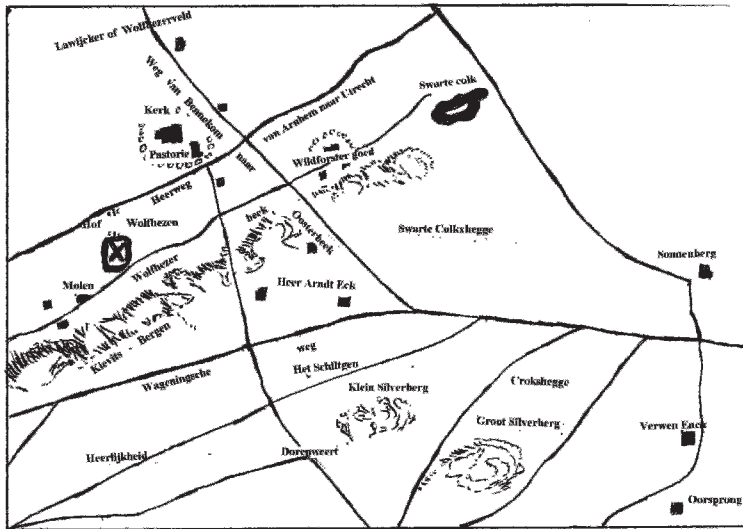 Lawijcker of Wolfhezerveld
Weg van Bennekom naar
Swarte colk
Kerk
van Arnhem naar Utrecht
Pastorie
Wildforster goeg
Heerweg
Hof Wolfhezen
beek
Oosterbeek
Swarte Culkshegge
Wolfhezer
Sonnenberg
Molen
Heer Arndt Eck
Kievits Bergen
weg
Wageningsche
Het Schiltgen
Klein Silverberg
Crokshegge
Groot Silverberg
Verwen Enck
Heerlijkheid
Dorenweert
Oorsprong